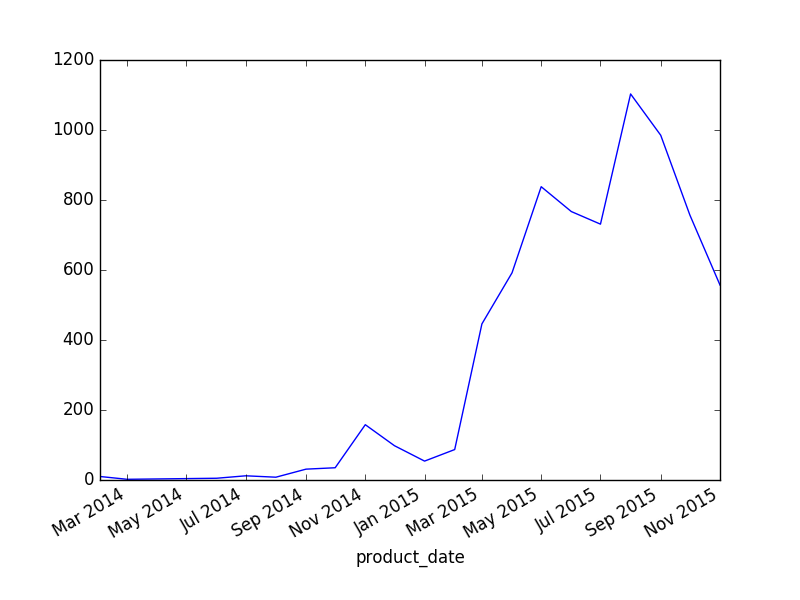 1200
1000
800
600
400
200
0
Mar 2014
May 2014
Jul 2014
Sep 2014
Nov 2014
Jan 2015
Mar 2015
May 2015
Jul 2015
Sep 2015
Nov 2015
product_date